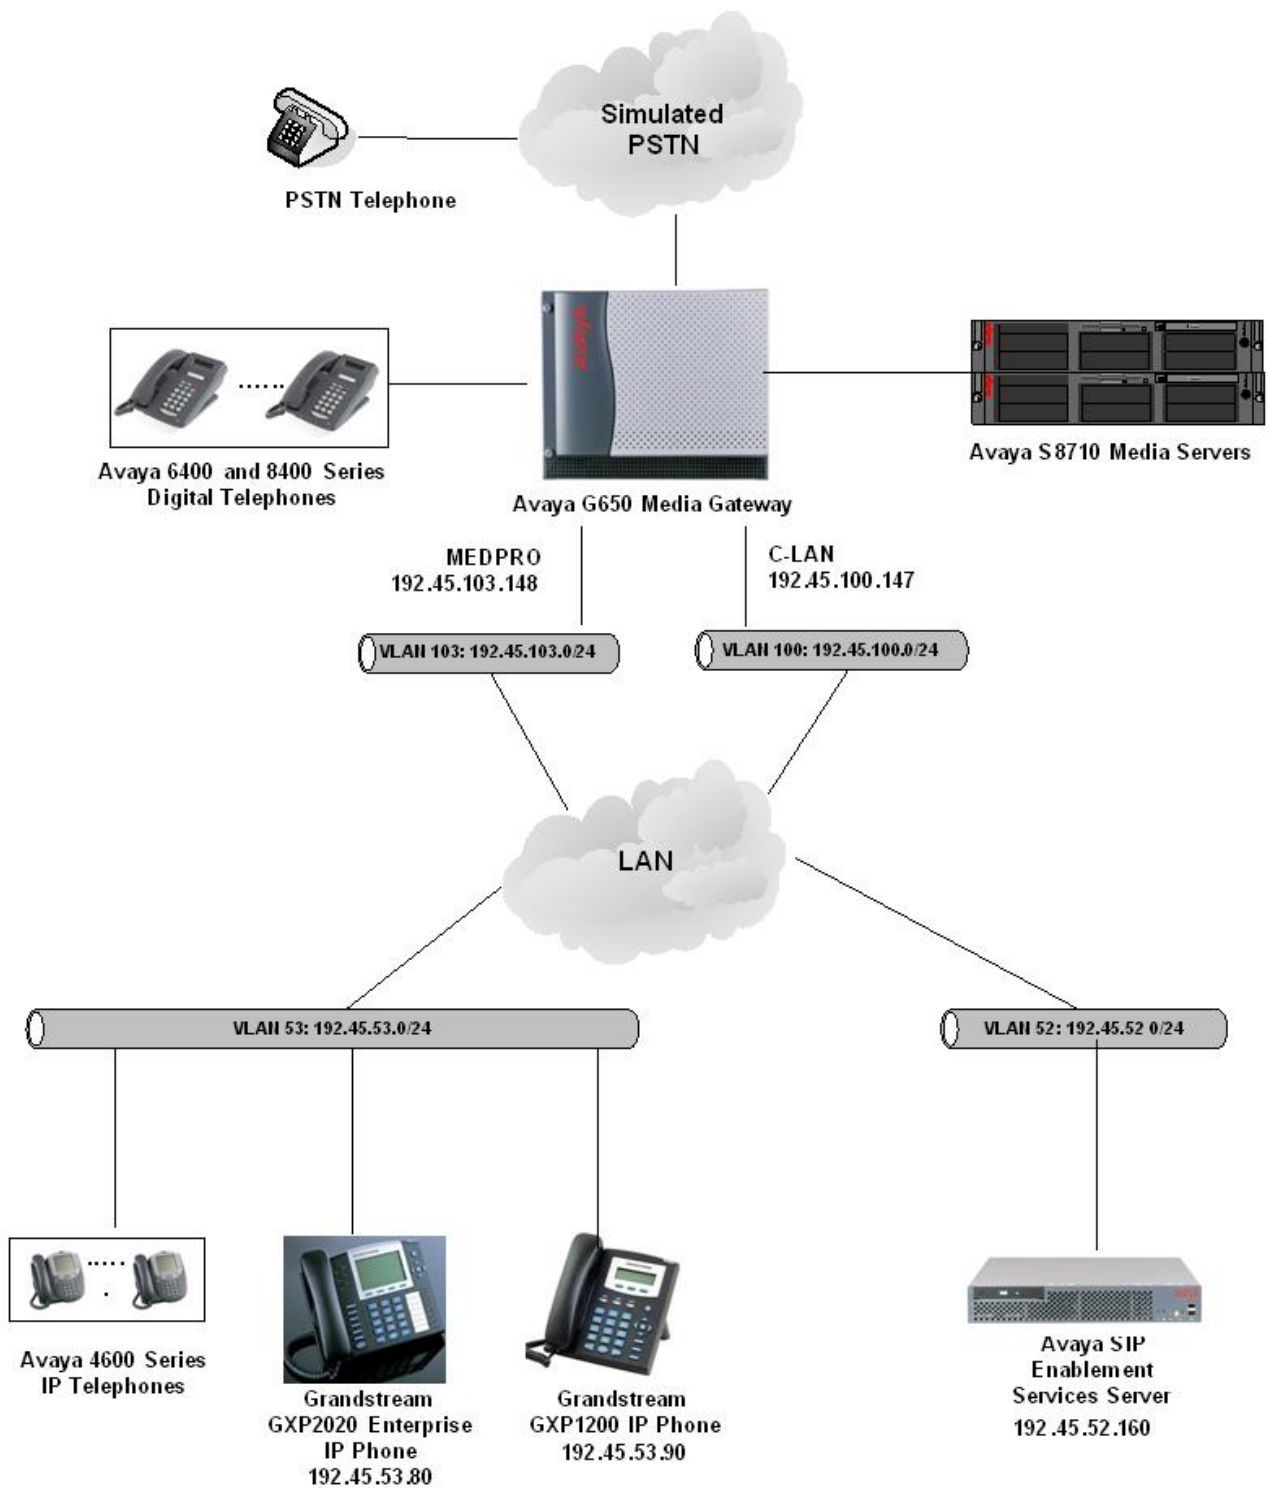 Simulated
PSTN
PSTN Telephone
AVAYA
Avaya 6400 and 8400 Series
Digital Telephones
Avaya G650 Media Gateway
Avaya S8710 Media Servers
MEDPRO
192.45.103.148
C-LAN
192.45.100.147
VLAN 103: 192.45.103.0/24
VLAN 100: 192.45.100.0/24
LAN
VLAN 53: 192.45.53.0/24
VLAN 52: 192.45.52 0/24
Avaya 4600 Series
IP Telephones
Grandstream
GXP2020 Enterprise
IP Phone
192.45.53.80
Grandstream
GXP1200 IP Phone
192.45.53.90
AVAYA
Avaya SIP
Enablement
Services Server
192.45.52.160